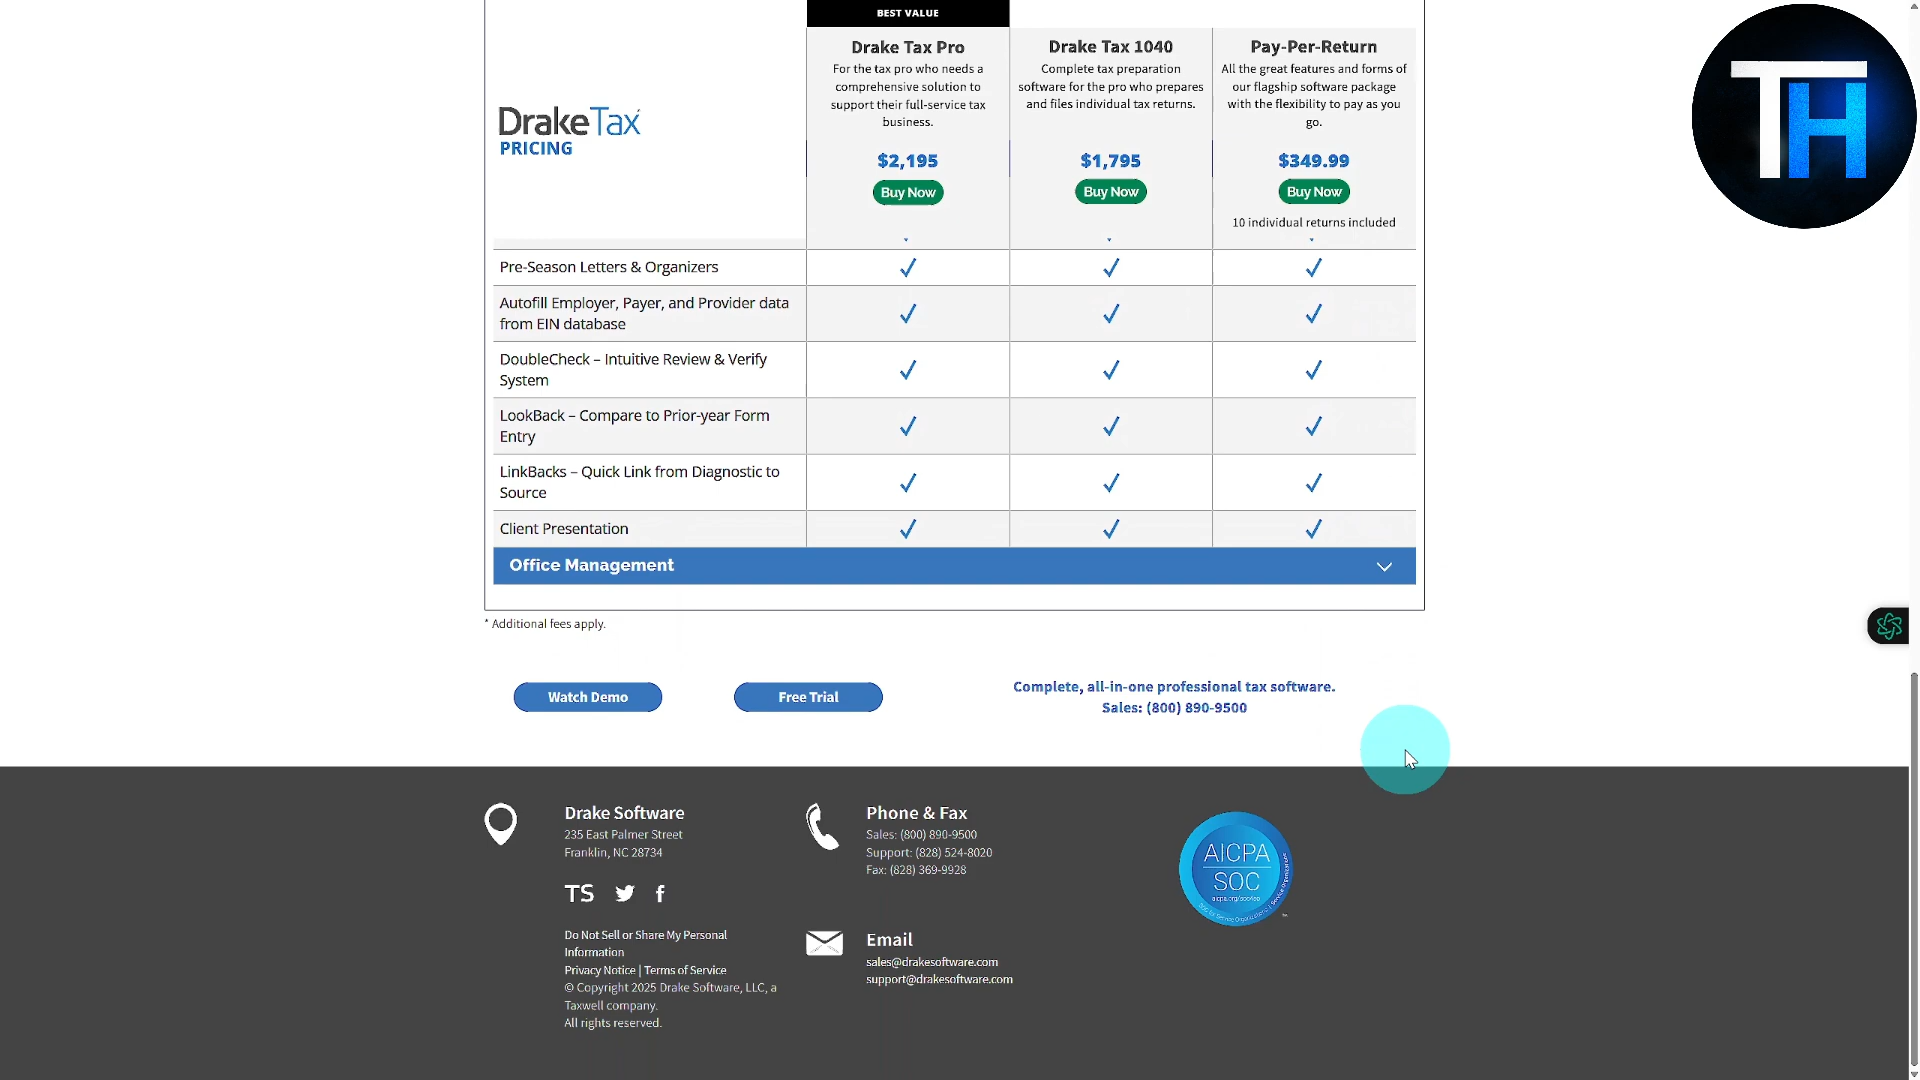 BEST VALUE
Drake Tax Pro
For the tax pro who needs a
comprehensive solution to
support their full-service tax
business.
$2,195
Buy Now
Drake Tax 1040
Complete tax preparation
software for the pro who prepares
and files individual tax returns.
$1,795
Buy Now
Pay-Per-Return
All the great features and forms of
our flagship software package
with the flexibility to pay as you
go.
$349.99
Buy Now
10 individual returns included
TH
DrakeTax
PRICING
Pre-Season Letters & Organizers
Autofill Employer, Payer, and Provider data
from EIN database
DoubleCheck – Intuitive Review & Verify
System
LookBack – Compare to Prior-year Form
Entry
LinkBacks – Quick Link from Diagnostic to
Source
Client Presentation
Office Management
* Additional fees apply.
Watch Demo
Free Trial
Complete, all-in-one professional tax software.
Sales: (800) 890-9500
Drake Software
235 East Palmer Street
Franklin, NC 28734
TS
Do Not Sell or Share My Personal
Information
Privacy Notice | Terms of Service
© Copyright 2025 Drake Software, LLC, a
Taxwell company.
All rights reserved.
Phone & Fax
Sales: (800) 890-9500
Support: (828) 524-8020
Fax: (828) 369-9928
Email
sales@drakesoftware.com
support@drakesoftware.com
AICPA
SOC